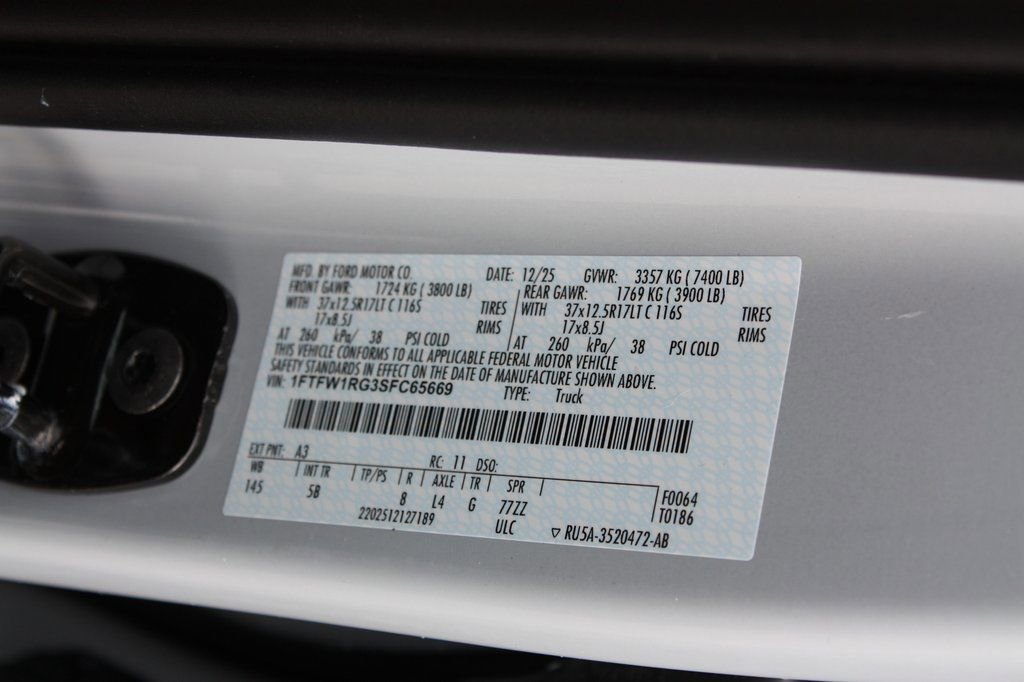 MFD. BY FORD MOTOR CO. DATE: 12/25 GVWR: 3357 KG ( 7400 LB)
FRONT GAWR: 1724 KG ( 3800 LB) REAR GAWR: 1769 KG ( 3900 LB)
WITH 37x12.5R17LT C 116S TIRES WITH 37x12.5R17LT C 116S TIRES
17x8.5J RIMS 17x8.5J RIMS
AT 260 kPa/ 38 PSI COLD AT 260 kPa/ 38 PSI COLD
THIS VEHICLE CONFORMS TO ALL APPLICABLE FEDERAL MOTOR VEHICLE
SAFETY STANDARDS IN EFFECT ON THE DATE OF MANUFACTURE SHOWN ABOVE.
VIN: 1FTFW1RG3SFC65669 TYPE: Truck
EXT PNT: A3 RC: 11 DSO:
WB INT TR TP/PS R AXLE TR SPR F0064
145 5B 8 L4 G 77ZZ T0186
2202512127189 ULC ▽ RU5A-3520472-AB